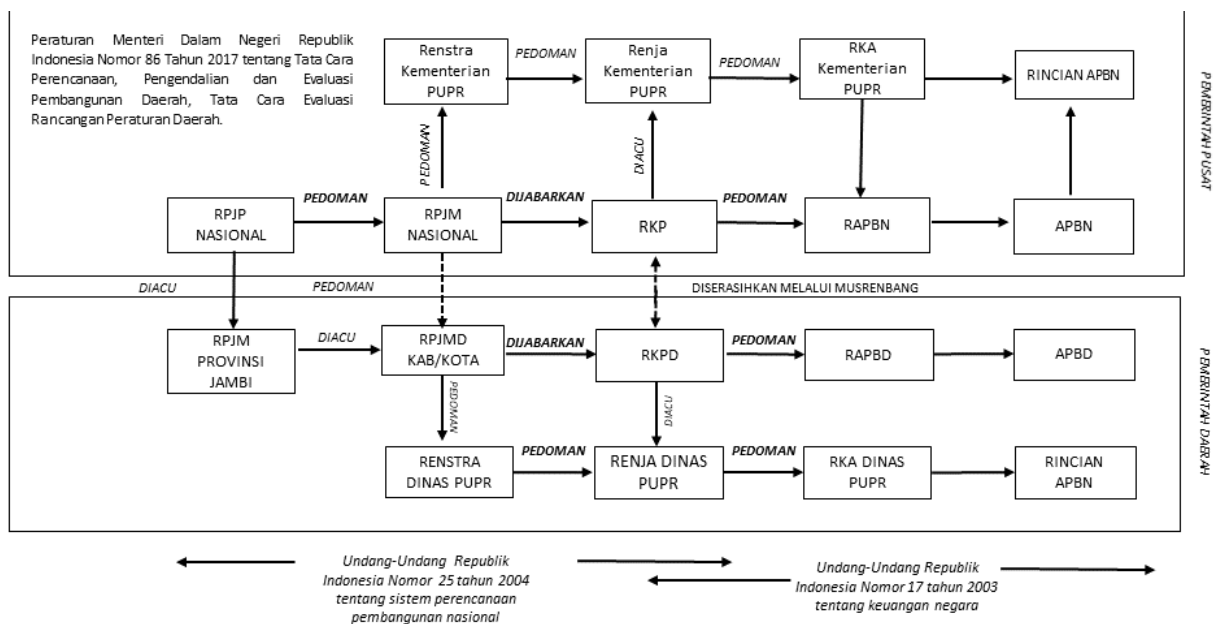 Peraturan Menteri Dalam Negeri Republik
Indonesia Nomor 86 Tahun 2017 tentang Tata Cara
Perencanaan, Pengendalian dan Evaluasi
Pembangunan Daerah, Tata Cara Evaluasi
Rancangan Peraturan Daerah.
Renstra
Kementerian
PUPR
PEDOMAN
Renja
Kementerian
PUPR
PEDOMAN
RKA
Kementerian
PUPR
RINCIAN APBN
PEMERINTAH PUSAT
PEDOMAN
DIACU
RPJP
NASIONAL
PEDOMAN
RPJM
NASIONAL
DIJABARKAN
RKP
PEDOMAN
RAPBN
APBN
DIACU
PEDOMAN
DISERASIHKAN MELALUI MUSRENBANG
RPJM
PROVINSI
JAMBI
DIACU
RPJMD
KAB/KOTA
DIJABARKAN
RKPD
PEDOMAN
RAPBD
APBD
PEMERINTAH DAERAH
PEDOMAN
DIACU
RENSTRA
DINAS PUPR
PEDOMAN
RENJA DINAS
PUPR
PEDOMAN
RKA DINAS
PUPR
RINCIAN
APBN
Undang-Undang Republik
Indonesia Nomor 25 tahun 2004
tentang sistem perencanaan
pembangunan nasional
Undang-Undang Republik
Indonesia Nomor 17 tahun 2003
tentang keuangan negara